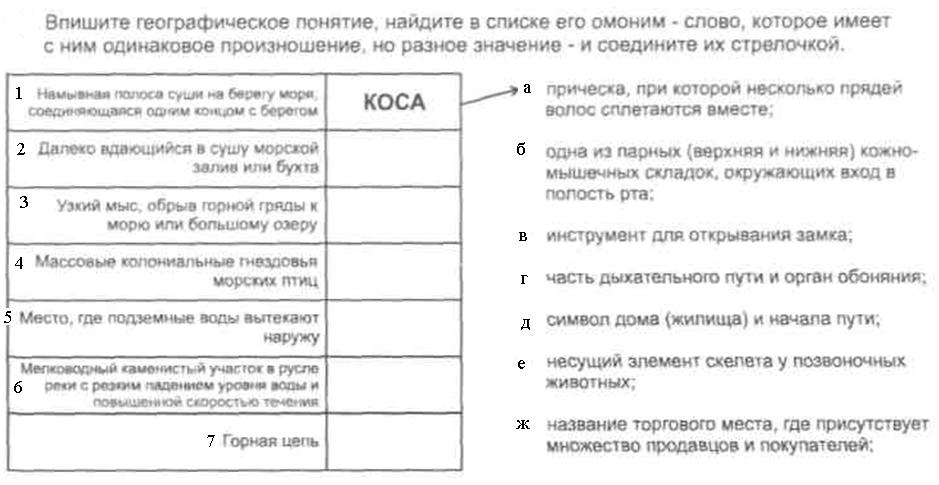 Впишите географическое понятие, найдите в списке его омоним - слово, которое имеет
с ним одинаковое произношение, но разное значение - и соедините их стрелочкой.
1 Намывная полоса суши на берегу моря,
соединяющаяся одним концом с берегом
КОСА
2 Далеко вдающийся в сушу морской
залив или бухта
3 Узкий мыс, обрыв горной гряды к
морю или большому озеру
4 Массовые колониальные гнездовья
морских птиц
5 Место, где подземные воды вытекают
наружу
6 Мелководный каменистый участок в русле
реки с резким падением уровня воды и
повышенной скоростью течения
7 Горная цепь
а прическа, при которой несколько прядей
волос сплетаются вместе;
б одна из парных (верхняя и нижняя) кожно-
мышечных складок, окружающих вход в
полость рта;
в инструмент для открывания замка;
г часть дыхательного пути и орган обоняния;
д символ дома (жилища) и начала пути;
е несущий элемент скелета у позвоночных
животных;
ж название торгового места, где присутствует
множество продавцов и покупателей;